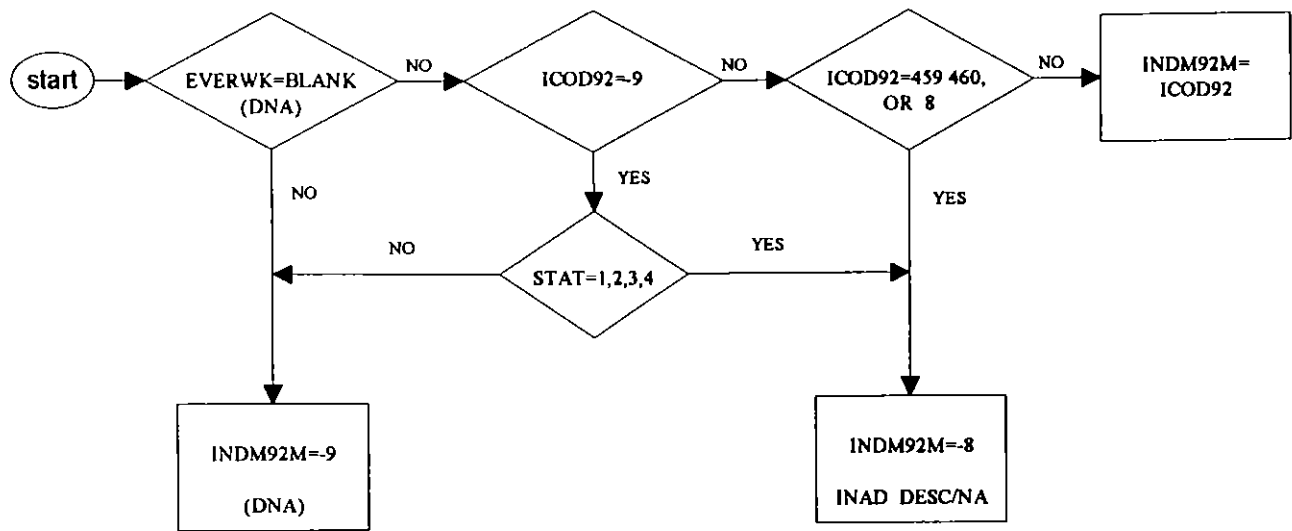 start
EVERWK=BLANK
(DNA)
NO
ICOD92=-9
NO
ICOD92=459 460,
OR 8
NO
INDM92M=
ICOD92
NO
YES
YES
NO
STAT=1,2,3,4
YES
INDM92M=-9
(DNA)
INDM92M=-8
INAD DESC/NA